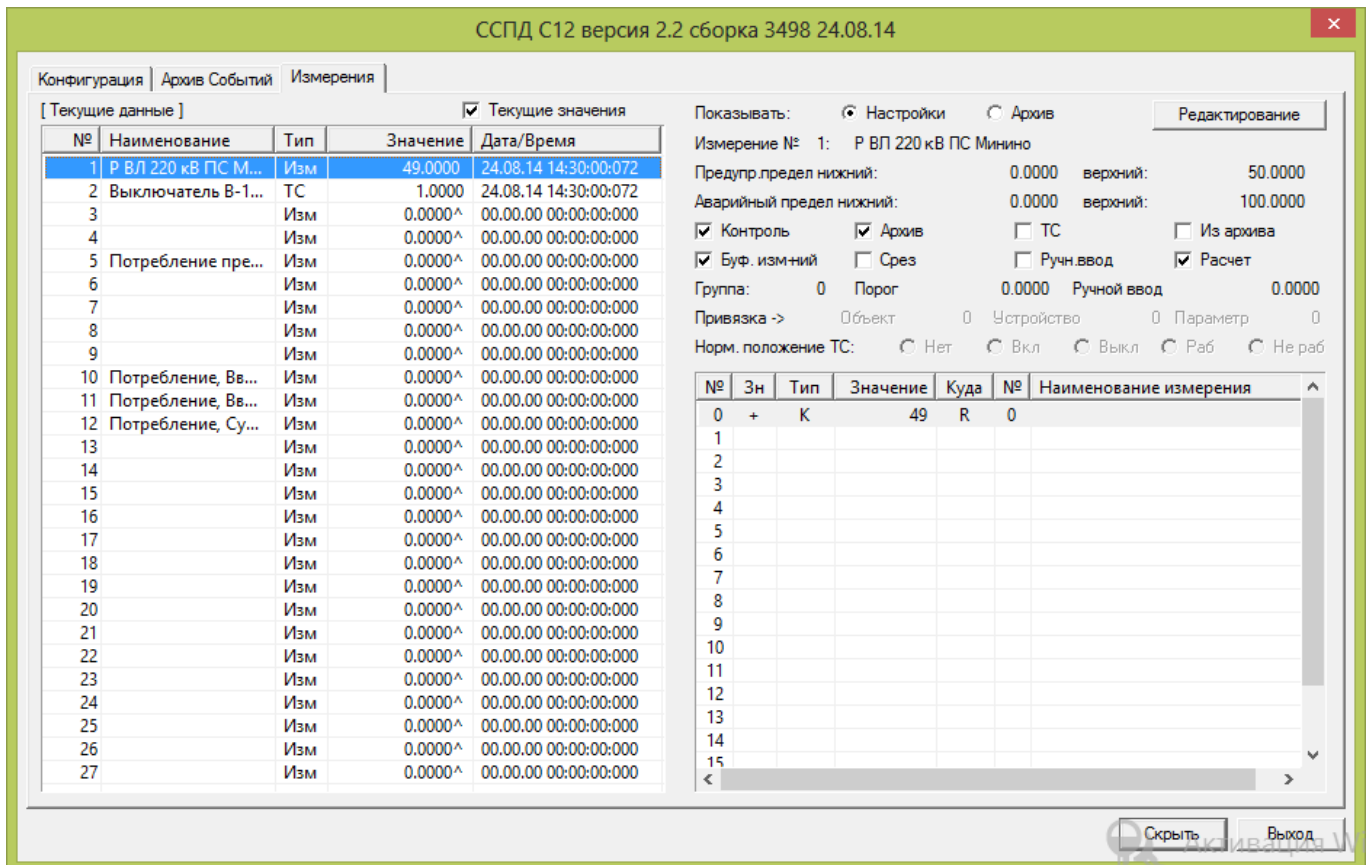 ССПД С12 версия 2.2 сборка 3498 24.08.14
Конфигурация Архив Событий Измерения
[ Текущие данные ] Текущие значения
№ Наименование Тип Значение Дата/Время
1 Р ВЛ 220 кВ ПС М... Изм 49.0000 24.08.14 14:30:00:072
2 Выключатель В-1... ТС 1.0000 24.08.14 14:30:00:072
3 Изм 0.0000^ 00.00.00 00:00:00:000
4 Изм 0.0000^ 00.00.00 00:00:00:000
5 Потребление пре... Изм 0.0000^ 00.00.00 00:00:00:000
6 Изм 0.0000^ 00.00.00 00:00:00:000
7 Изм 0.0000^ 00.00.00 00:00:00:000
8 Изм 0.0000^ 00.00.00 00:00:00:000
9 Изм 0.0000^ 00.00.00 00:00:00:000
10 Потребление, Вв... Изм 0.0000^ 00.00.00 00:00:00:000
11 Потребление, Вв... Изм 0.0000^ 00.00.00 00:00:00:000
12 Потребление, Су... Изм 0.0000^ 00.00.00 00:00:00:000
13 Изм 0.0000^ 00.00.00 00:00:00:000
14 Изм 0.0000^ 00.00.00 00:00:00:000
15 Изм 0.0000^ 00.00.00 00:00:00:000
16 Изм 0.0000^ 00.00.00 00:00:00:000
17 Изм 0.0000^ 00.00.00 00:00:00:000
18 Изм 0.0000^ 00.00.00 00:00:00:000
19 Изм 0.0000^ 00.00.00 00:00:00:000
20 Изм 0.0000^ 00.00.00 00:00:00:000
21 Изм 0.0000^ 00.00.00 00:00:00:000
22 Изм 0.0000^ 00.00.00 00:00:00:000
23 Изм 0.0000^ 00.00.00 00:00:00:000
24 Изм 0.0000^ 00.00.00 00:00:00:000
25 Изм 0.0000^ 00.00.00 00:00:00:000
26 Изм 0.0000^ 00.00.00 00:00:00:000
27 Изм 0.0000^ 00.00.00 00:00:00:000
Показывать: Настройки Архив Редактирование
Измерение № 1: Р ВЛ 220 кВ ПС Минино
Предупр.предел нижний: 0.0000 верхний: 50.0000
Аварийный предел нижний: 0.0000 верхний: 100.0000
Контроль Архив ТС Из архива
Буф. изм-ний Срез Ручн.ввод Расчет
Группа: 0 Порог 0.0000 Ручной ввод 0.0000
Привязка -> Объект 0 Устройство 0 Параметр 0
Норм. положение ТС: Нет Вкл Выкл Раб Не раб
№ Зн Тип Значение Куда № Наименование измерения
0 + К 49 R 0
1
2
3
4
5
6
7
8
9
10
11
12
13
14
15
Скрыть Выход
Активация W